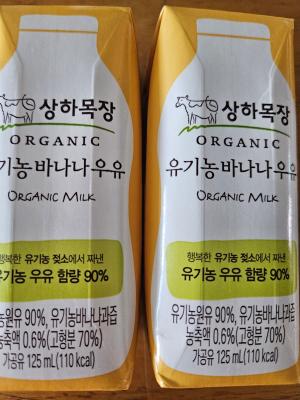 상하목장
ORGANIC
기농바나나우유
ORGANIC MILK
행복한 유기농 젖소에서 짜낸
유기농 우유 함량 90%
농원유 90%, 유기농바나나과즙
농축액 0.6%(고형분 70%)
가공유 125 mL(110 kcal)
상하목장
ORGANIC
유기농바나나우유
ORGANIC MILK
행복한 유기농 젖소에서 짜낸
유기농 우유 함량 90%
유기농원유 90%, 유기농바나나과즙
농축액 0.6%(고형분 70%)
가공유 125 mL(110 kcal)